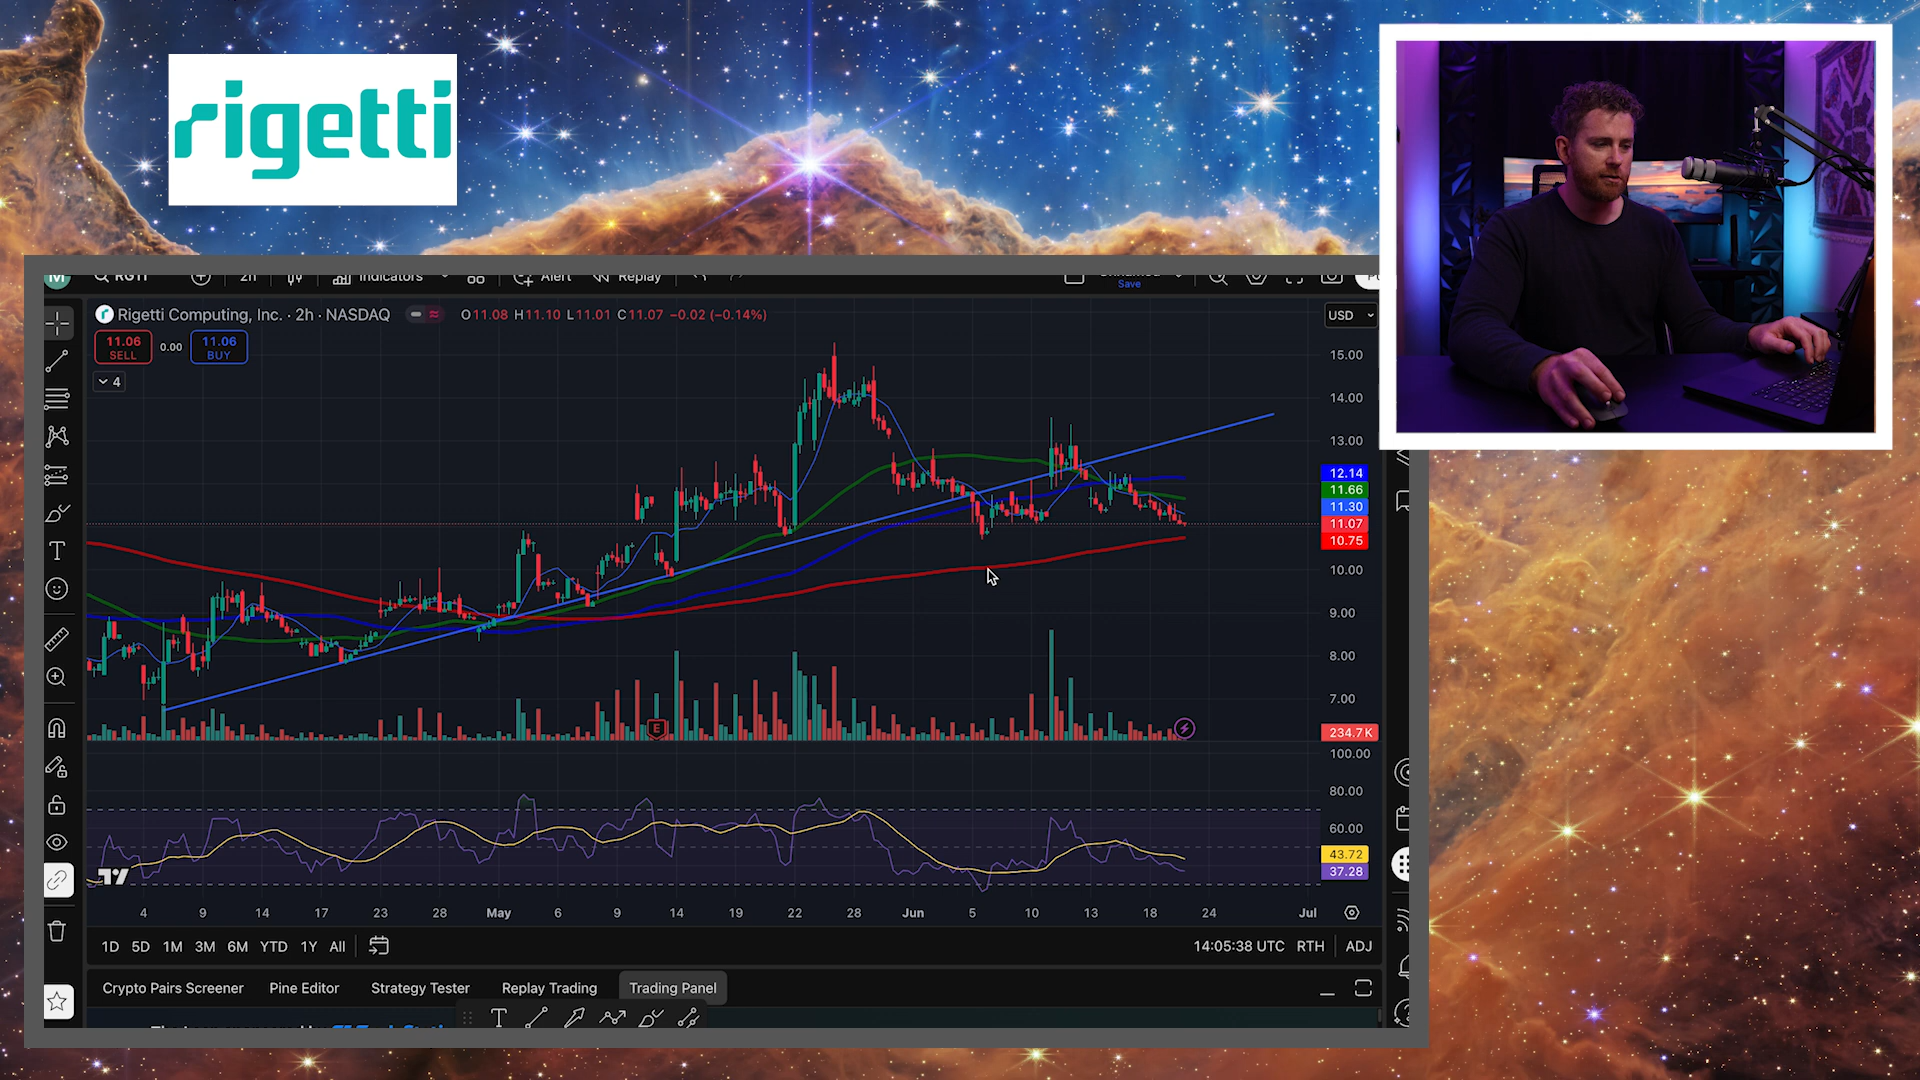 rigetti
RGTI
2h
Indicators
Alert
Replay
Save
Rigetti Computing, Inc. · 2h · NASDAQ
O11.08 H11.10 L11.01 C11.07 −0.02 (−0.14%)
USD
11.06
SELL
0.00
11.06
BUY
4
15.00
14.00
13.00
12.14
11.66
11.30
11.07
10.75
10.00
9.00
8.00
7.00
E
234.7K
100.00
80.00
60.00
43.72
37.28
4 9 14 17 23 28 May 6 9 14 19 22 28 Jun 5 10 13 18 24 Jul
1D 5D 1M 3M 6M YTD 1Y All
14:05:38 UTC RTH ADJ
Crypto Pairs Screener Pine Editor Strategy Tester Replay Trading Trading Panel